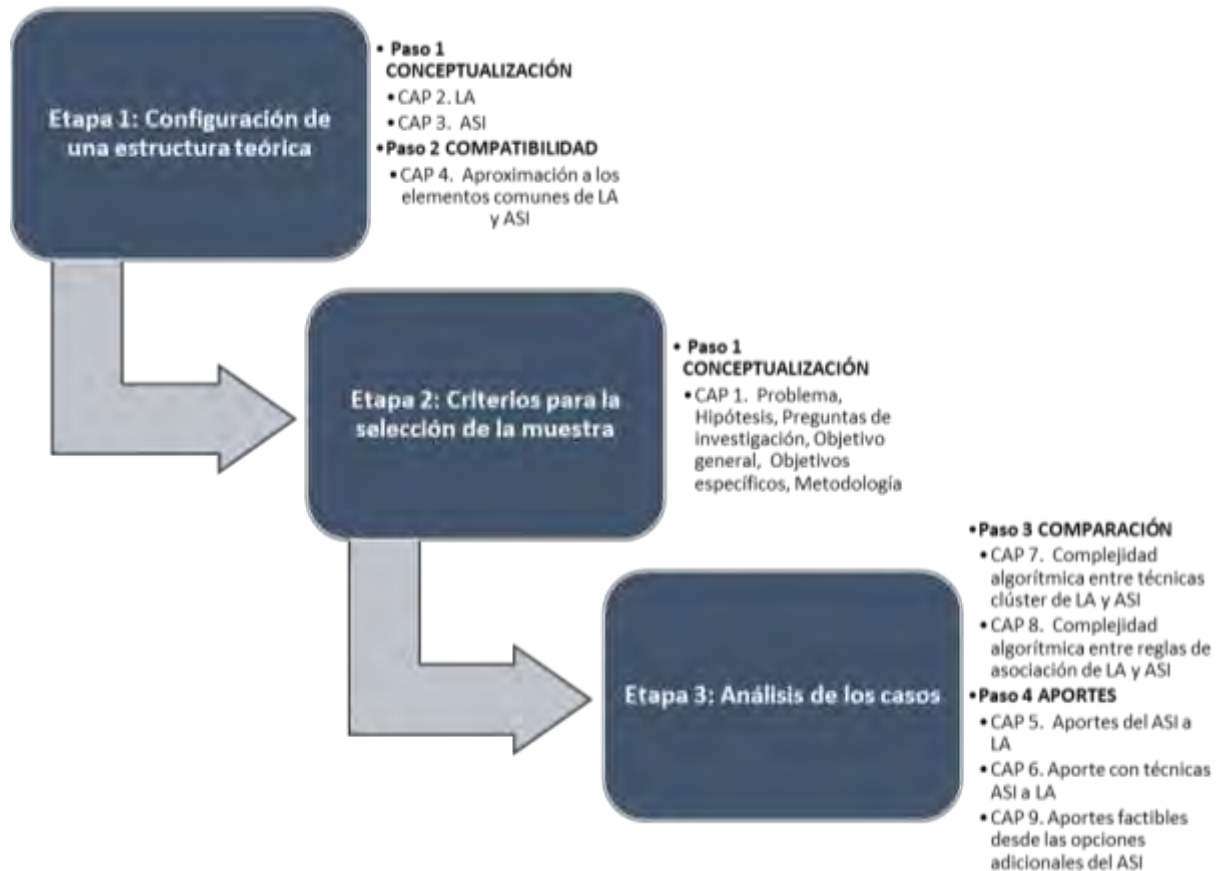 Etapa 1: Configuración de
una estructura teórica
• Paso 1
CONCEPTUALIZACIÓN
• CAP 2. LA
• CAP 3. ASI
• Paso 2 COMPATIBILIDAD
• CAP 4. Aproximación a los
elementos comunes de LA
y ASI
Etapa 2: Criterios para la
selección de la muestra
• Paso 1
CONCEPTUALIZACIÓN
• CAP 1. Problema,
Hipótesis, Preguntas de
investigación, Objetivo
general, Objetivos
específicos, Metodología
Etapa 3: Análisis de los casos
• Paso 3 COMPARACIÓN
• CAP 7. Complejidad
algorítmica entre técnicas
clúster de LA y ASI
• CAP 8. Complejidad
algorítmica entre reglas de
asociación de LA y ASI
• Paso 4 APORTES
• CAP 5. Aportes del ASI a
LA
• CAP 6. Aporte con técnicas
ASI a LA
• CAP 9. Aportes factibles
desde las opciones
adicionales del ASI